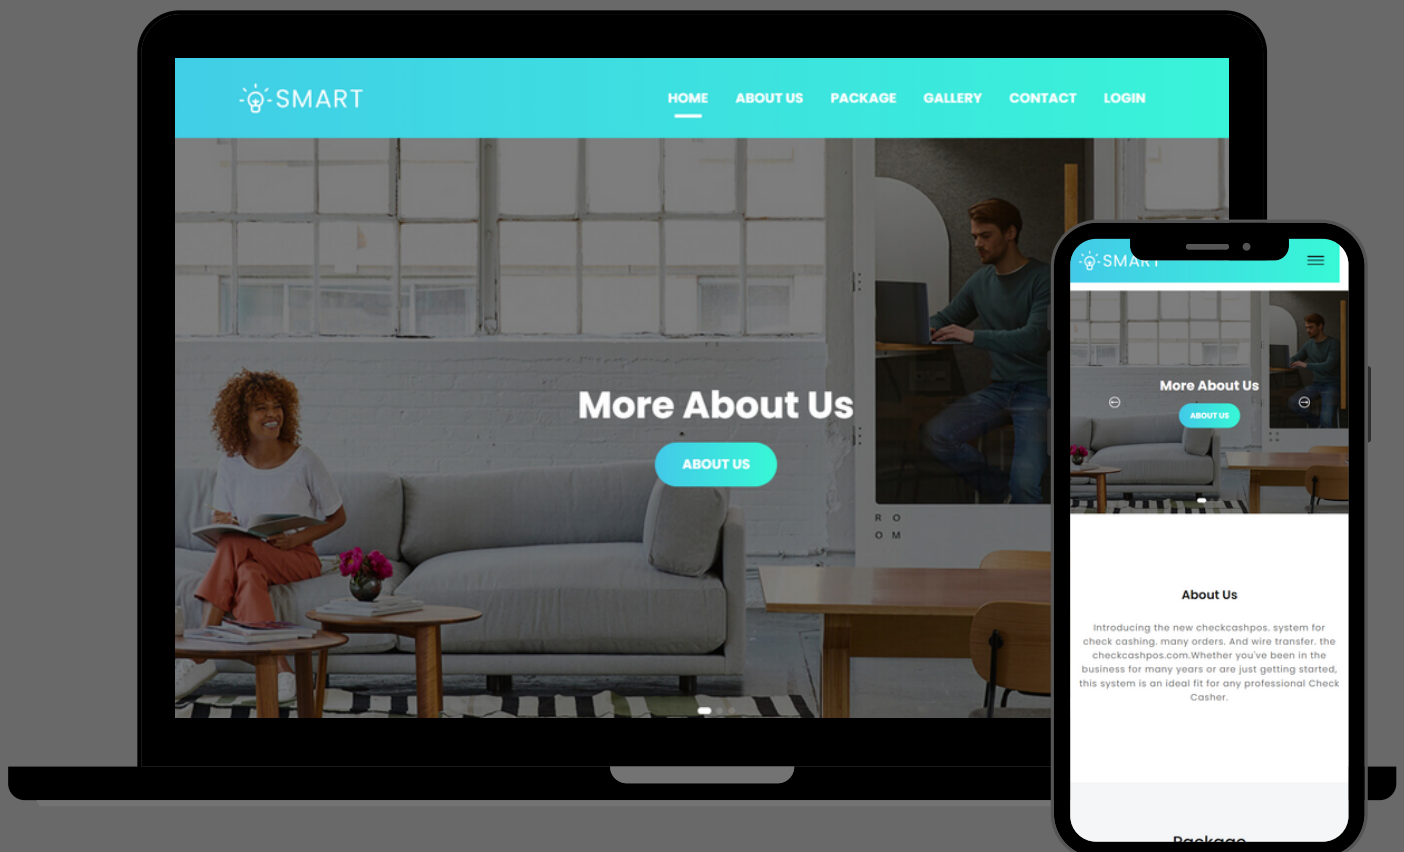 SMART
HOME ABOUT US PACKAGE GALLERY CONTACT LOGIN
More About Us
ABOUT US
R O
O M
SMART
More About Us
ABOUT US
About Us
Introducing the new checkcashpos. system for
check cashing. many orders. And wire transfer. the
checkcashpos.com.Whether you've been in the
business for many years or are just getting started,
this system is an ideal fit for any professional Check
Casher.
Package